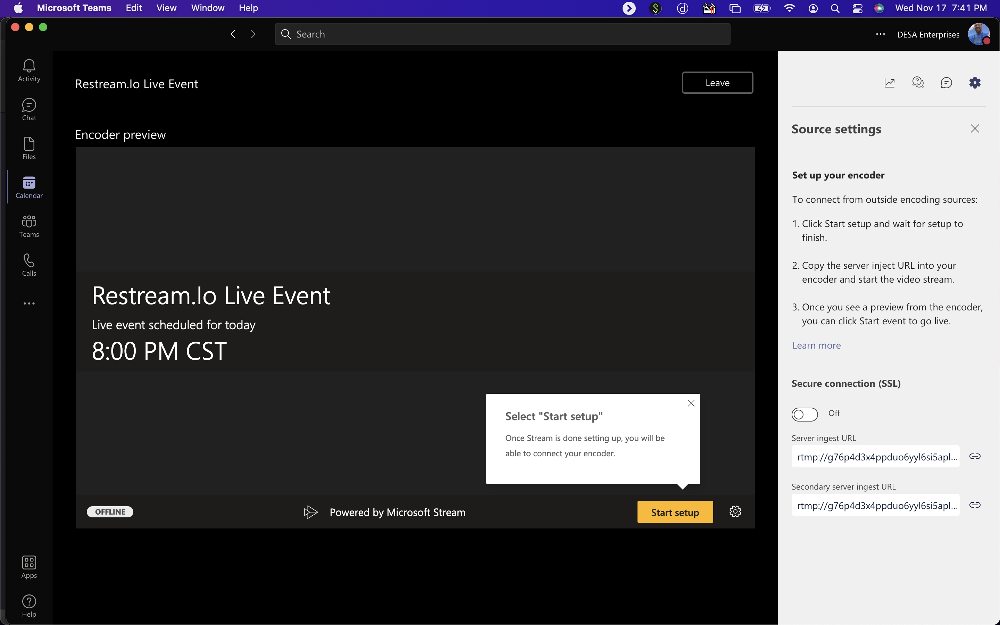 Microsoft Teams Edit View Window Help
Wed Nov 17 7:41 PM
Search
DESA Enterprises
Activity
Chat
Files
Calendar
Teams
Calls
Apps
Help
Restream.Io Live Event
Leave
Encoder preview
Restream.Io Live Event
Live event scheduled for today
8:00 PM CST
Select "Start setup"
Once Stream is done setting up, you will be
able to connect your encoder.
OFFLINE
Powered by Microsoft Stream
Start setup
Source settings
Set up your encoder
To connect from outside encoding sources:
1. Click Start setup and wait for setup to
finish.
2. Copy the server inject URL into your
encoder and start the video stream.
3. Once you see a preview from the encoder,
you can click Start event to go live.
Learn more
Secure connection (SSL)
Off
Server ingest URL
rtmp://g76p4d3x4ppduo6yyl6si5apl...
Secondary server ingest URL
rtmp://g76p4d3x4ppduo6yyl6si5apl...